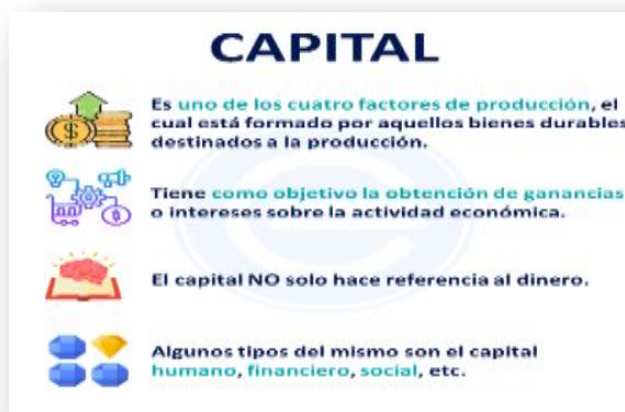 CAPITAL
Es uno de los cuatro factores de producción, el
cual está formado por aquellos bienes durables
destinados a la producción.
Tiene como objetivo la obtención de ganancias
o intereses sobre la actividad económica.
El capital NO solo hace referencia al dinero.
Algunos tipos del mismo son el capital
humano, financiero, social, etc.